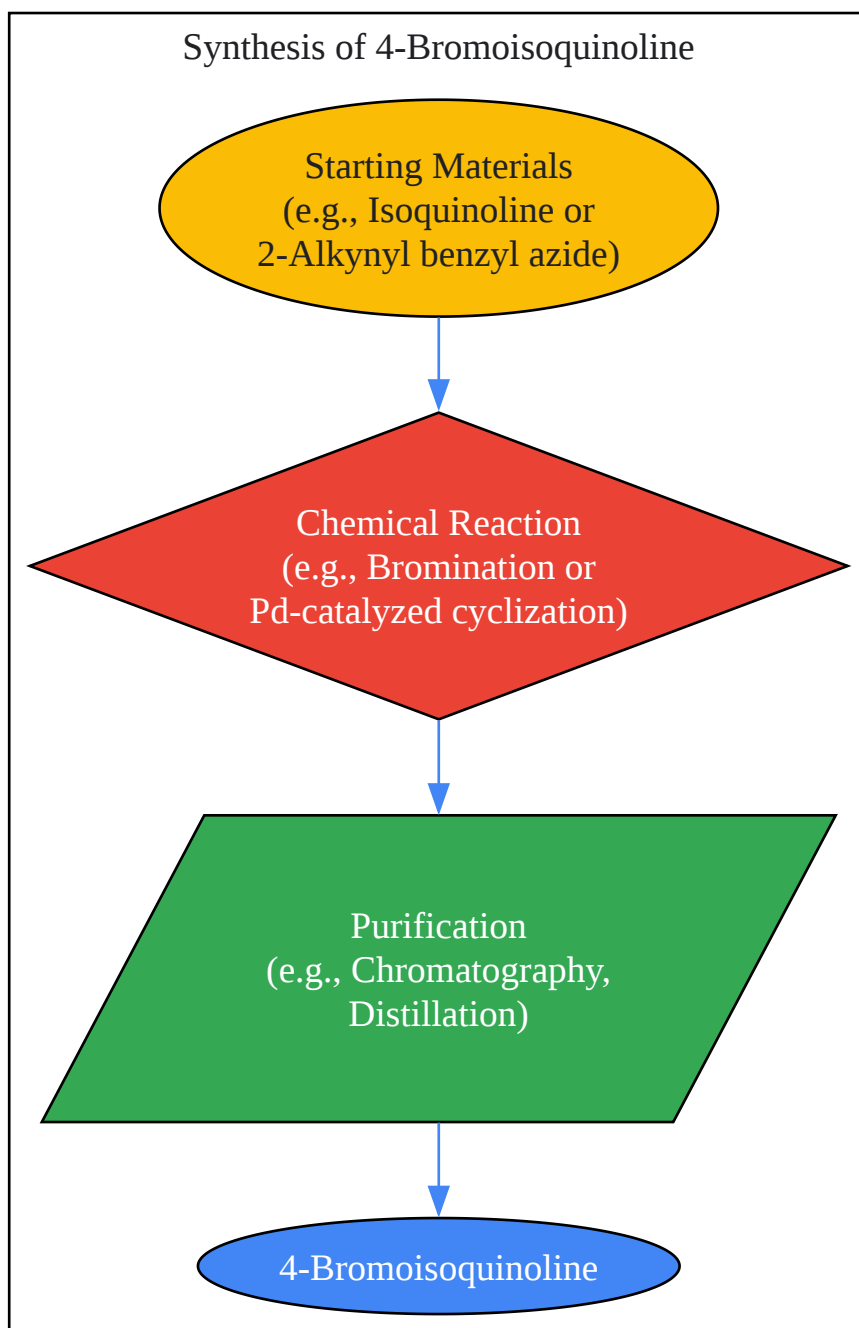 Synthesis of 4-Bromoisoquinoline
Starting Materials
(e.g., Isoquinoline or
2-Alkynyl benzyl azide)
Chemical Reaction
(e.g., Bromination or
Pd-catalyzed cyclization)
Purification
(e.g., Chromatography,
Distillation)
4-Bromoisoquinoline